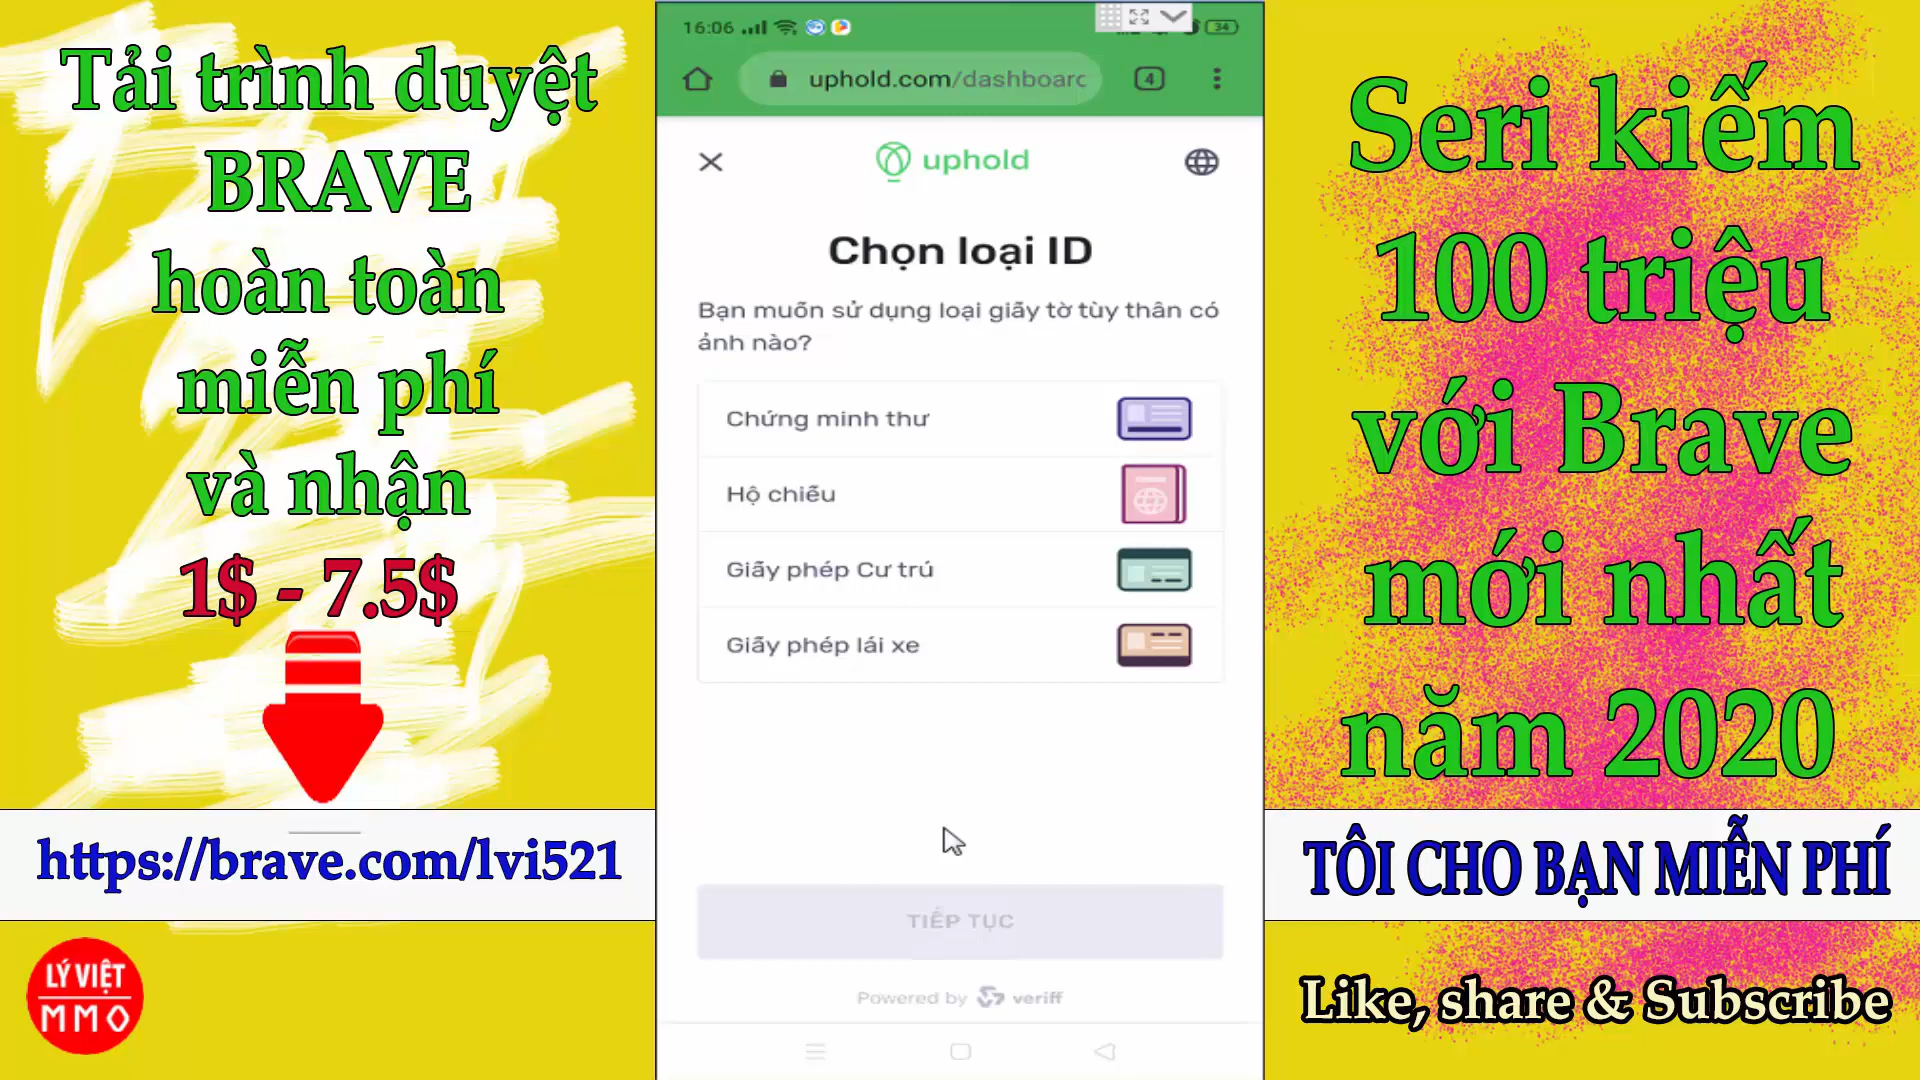 Tải trình duyệt
BRAVE
hoàn toàn
miễn phí
và nhận
1$ - 7.5$
https://brave.com/lvi521
LÝ VIỆT
MMO
16:06
34
uphold.com/dashboarc
4
uphold
Chọn loại ID
Bạn muốn sử dụng loại giấy tờ tùy thân có
ảnh nào?
Chứng minh thư
Hộ chiếu
Giấy phép Cư trú
Giấy phép lái xe
TIẾP TỤC
Powered by veriff
Seri kiếm
100 triệu
với Brave
mới nhất
năm 2020
TÔI CHO BẠN MIỄN PHÍ
Like, share & Subscribe